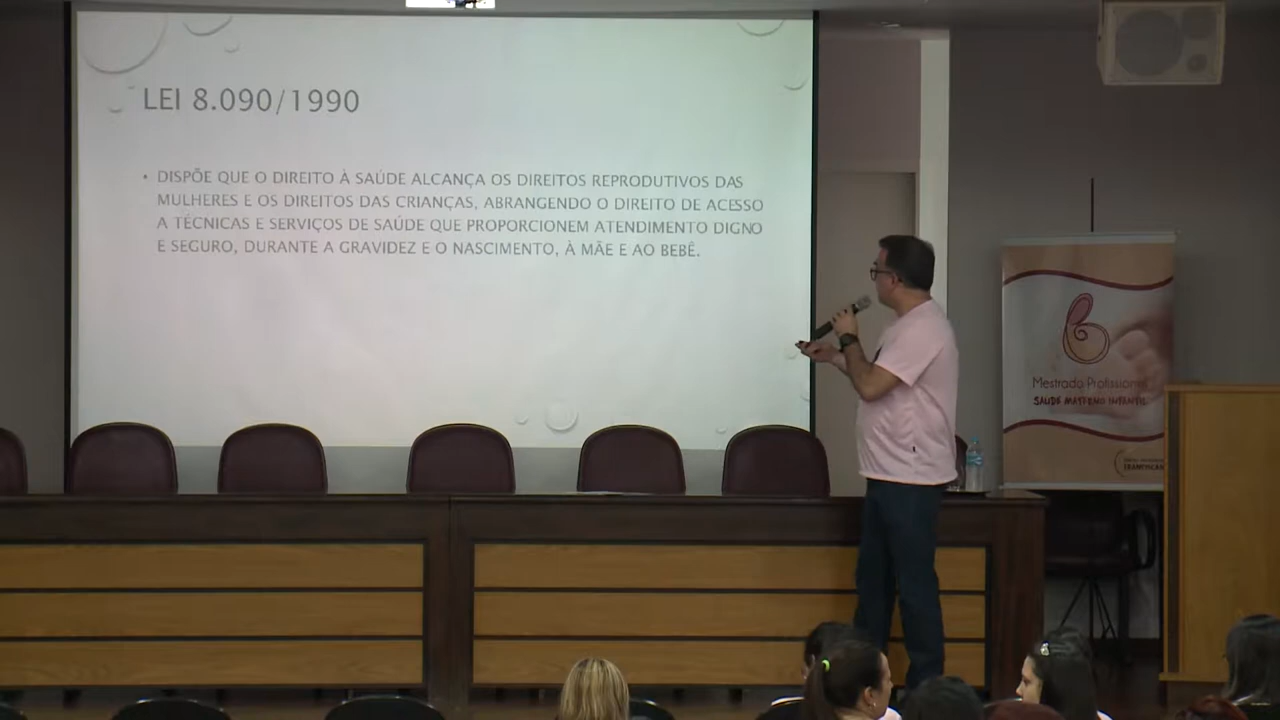 LEI 8.090/1990
• DISPÕE QUE O DIREITO À SAÚDE ALCANÇA OS DIREITOS REPRODUTIVOS DAS
MULHERES E OS DIREITOS DAS CRIANÇAS, ABRANGENDO O DIREITO DE ACESSO
A TÉCNICAS E SERVIÇOS DE SAÚDE QUE PROPORCIONEM ATENDIMENTO DIGNO
E SEGURO, DURANTE A GRAVIDEZ E O NASCIMENTO, À MÃE E AO BEBÊ.
Mestrado Profissional
SAÚDE MATERNO INFANTIL